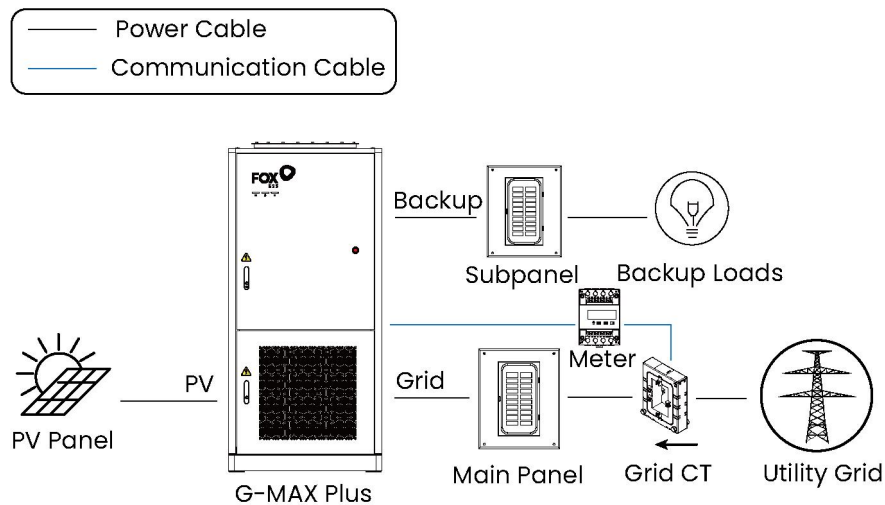 Power Cable
Communication Cable
FOX
ESS
Backup
Subpanel
Backup Loads
Meter
PV
Grid
PV Panel
Main Panel
Grid CT
Utility Grid
G-MAX Plus